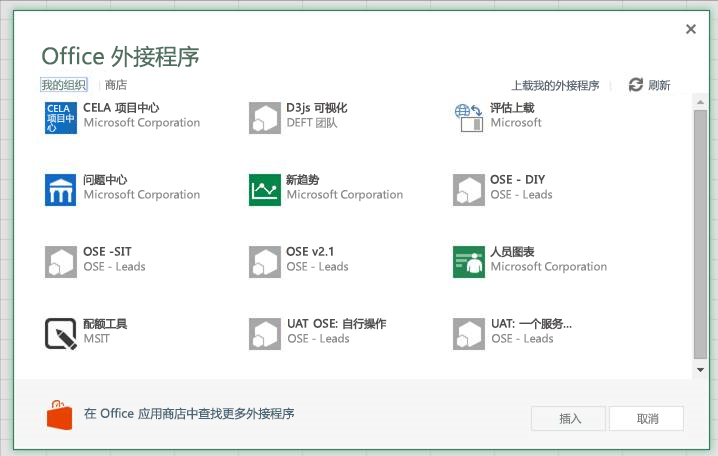 Office 外接程序
我的组织 | 商店
上载我的外接程序 | 刷新
CELA
项目中
心
CELA 项目中心
Microsoft Corporation
D3js 可视化
DEFT 团队
评估上载
Microsoft
问题中心
Microsoft Corporation
新趋势
Microsoft Corporation
OSE - DIY
OSE - Leads
OSE -SIT
OSE - Leads
OSE v2.1
OSE - Leads
人员图表
Microsoft Corporation
配额工具
MSIT
UAT OSE: 自行操作
OSE - Leads
UAT: 一个服务...
OSE - Leads
在 Office 应用商店中查找更多外接程序
插入
取消